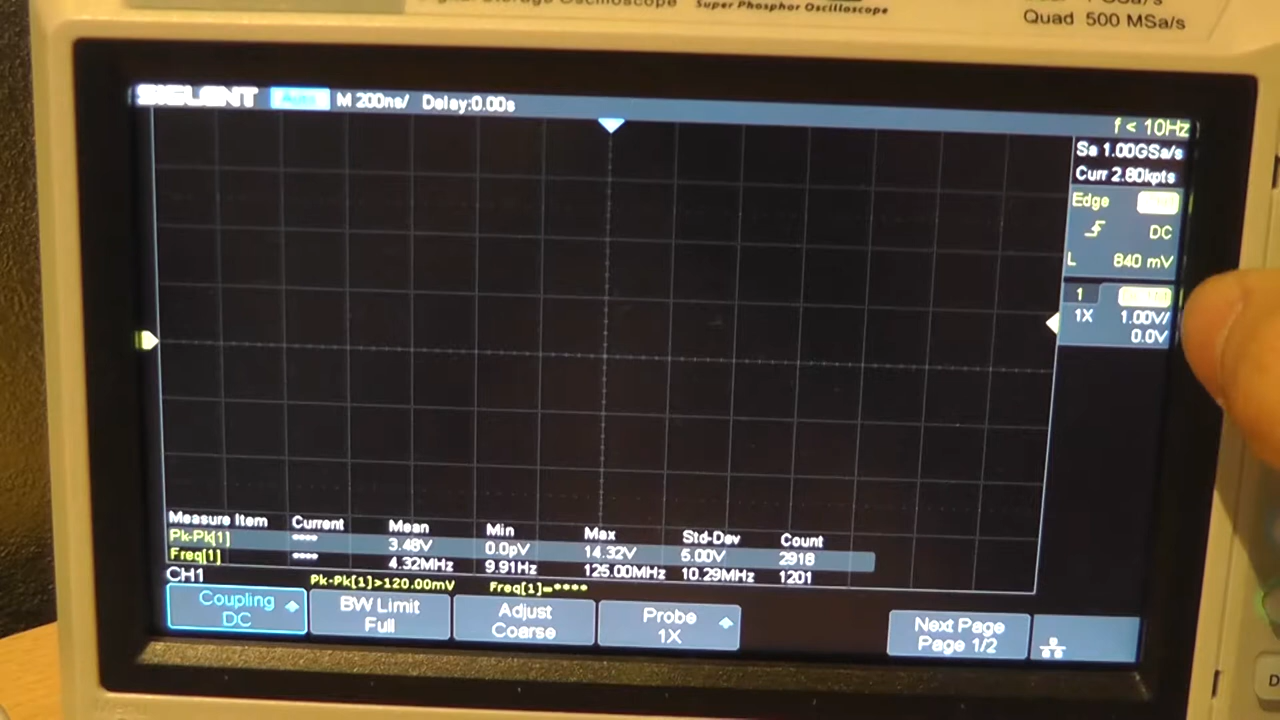 Digital Storage Oscilloscope
Super Phosphor Oscilloscope
Quad 500 MSa/s
SIGLENT M 200ns/ Delay:0.00s
f < 10Hz
Sa 1.00GSa/s
Curr 2.80kpts
Edge
DC
L 840 mV
1
1X 1.00V/
0.0V
Measure Item Current Mean Min Max Std-Dev Count
Pk-Pk[1] **** 3.48V 0.0pV 14.32V 5.00V 2918
Freq[1] **** 4.32MHz 9.91Hz 125.00MHz 10.29MHz 1201
CH1 Pk-Pk[1]>120.00mV Freq[1]=****
Coupling
DC
BW Limit
Full
Adjust
Coarse
Probe
1X
Next Page
Page 1/2